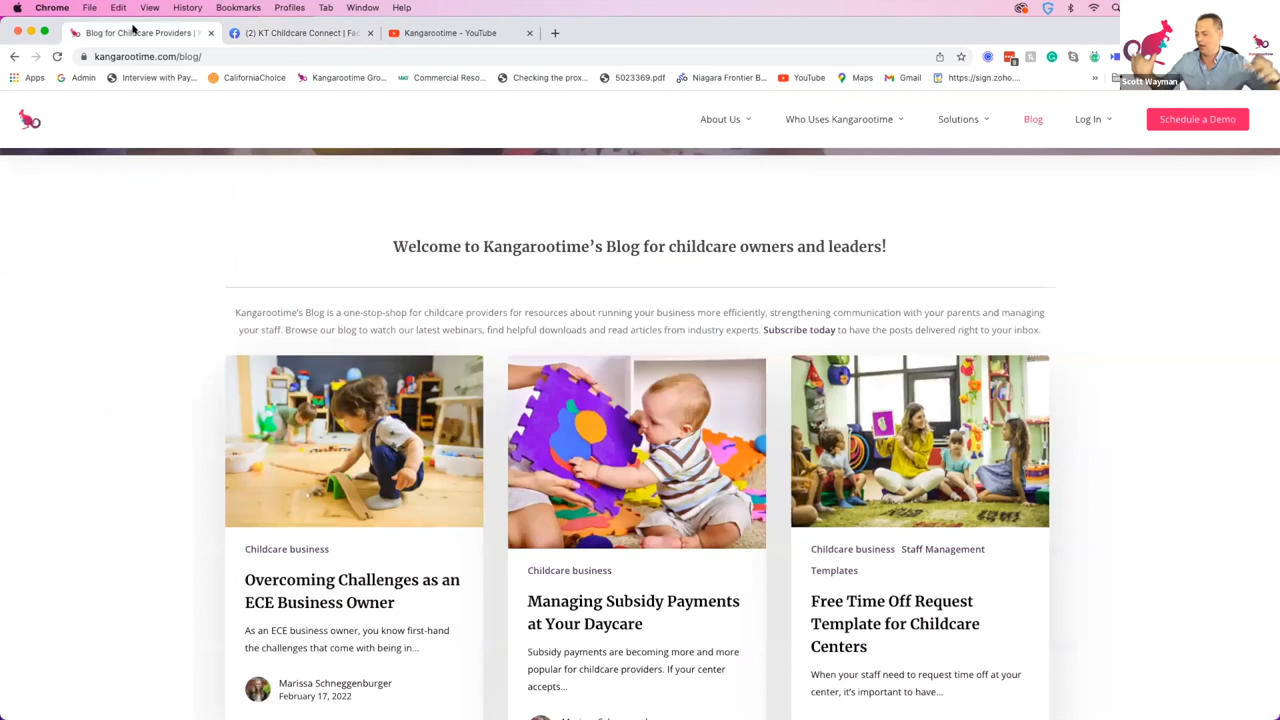 Chrome File Edit View History Bookmarks Profiles Tab Window Help
Blog for Childcare Providers | (2) KT Childcare Connect | Fac Kangarootime - YouTube
kangarootime.com/blog/
Apps Admin Interview with Pay... CaliforniaChoice Kangarootime Gro... Commercial Reso... Checking the prox... 5023369.pdf Niagara Frontier B... YouTube Maps Gmail https://sign.zoho... »
Scott Wayman
About Us Who Uses Kangarootime Solutions Blog Log In Schedule a Demo
Welcome to Kangarootime’s Blog for childcare owners and leaders!
Kangarootime’s Blog is a one-stop-shop for childcare providers for resources about running your business more efficiently, strengthening communication with your parents and managing
your staff. Browse our blog to watch our latest webinars, find helpful downloads and read articles from industry experts. Subscribe today to have the posts delivered right to your inbox.
Childcare business
Overcoming Challenges as an
ECE Business Owner
As an ECE business owner, you know first-hand
the challenges that come with being in...
Marissa Schneggenburger
February 17, 2022
Childcare business
Managing Subsidy Payments
at Your Daycare
Subsidy payments are becoming more and more
popular for childcare providers. If your center
accepts...
Childcare business Staff Management
Templates
Free Time Off Request
Template for Childcare
Centers
When your staff need to request time off at your
center, it’s important to have...